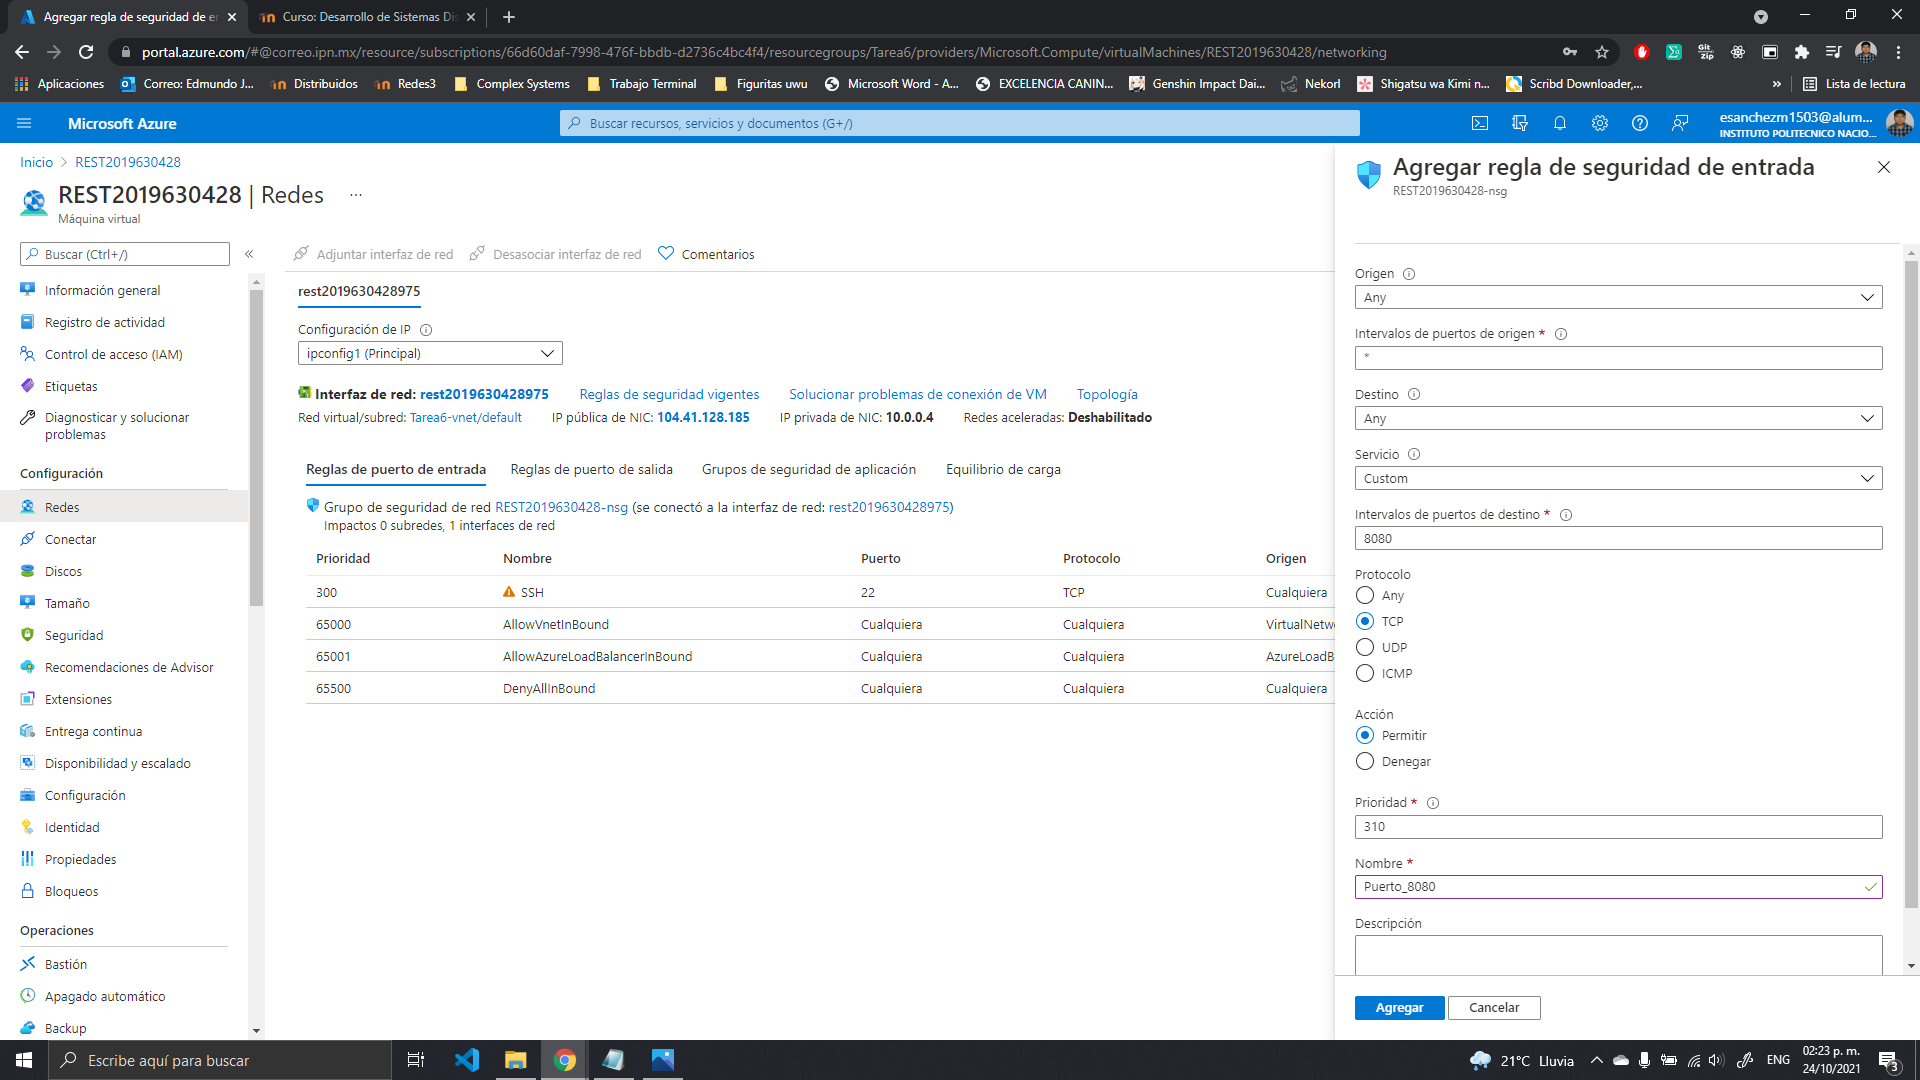 Agregar regla de seguridad de er
Curso: Desarrollo de Sistemas Dis
portal.azure.com/#@correo.ipn.mx/resource/subscriptions/66d60daf-7998-476f-bbdb-d2736c4bc4f4/resourcegroups/Tarea6/providers/Microsoft.Compute/virtualMachines/REST2019630428/networking
Git zip
Aplicaciones
Correo: Edmundo J...
Distribuidos
Redes3
Complex Systems
Trabajo Terminal
Figuritas uwu
Microsoft Word - A...
EXCELENCIA CANIN...
Genshin Impact Dai...
Nekorl
Shigatsu wa Kimi n...
Scribd Downloader,...
»
Lista de lectura
Microsoft Azure
Buscar recursos, servicios y documentos (G+/)
esanchezm1503@alum...
INSTITUTO POLITECNICO NACIO...
Inicio > REST2019630428
REST2019630428 | Redes ...
Máquina virtual
Buscar (Ctrl+/)
«
Información general
Registro de actividad
Control de acceso (IAM)
Etiquetas
Diagnosticar y solucionar
problemas
Configuración
Redes
Conectar
Discos
Tamaño
Seguridad
Recomendaciones de Advisor
Extensiones
Entrega continua
Disponibilidad y escalado
Configuración
Identidad
Propiedades
Bloqueos
Operaciones
Bastión
Apagado automático
Backup
Adjuntar interfaz de red
Desasociar interfaz de red
Comentarios
rest2019630428975
Configuración de IP
ipconfig1 (Principal)
Interfaz de red: rest2019630428975
Reglas de seguridad vigentes
Solucionar problemas de conexión de VM
Topología
Red virtual/subred: Tarea6-vnet/default
IP pública de NIC: 104.41.128.185
IP privada de NIC: 10.0.0.4
Redes aceleradas: Deshabilitado
Reglas de puerto de entrada
Reglas de puerto de salida
Grupos de seguridad de aplicación
Equilibrio de carga
Grupo de seguridad de red REST2019630428-nsg (se conectó a la interfaz de red: rest2019630428975)
Impactos 0 subredes, 1 interfaces de red
Prioridad Nombre Puerto Protocolo Origen
300 SSH 22 TCP Cualquiera
65000 AllowVnetInBound Cualquiera Cualquiera VirtualNetw
65001 AllowAzureLoadBalancerInBound Cualquiera Cualquiera AzureLoadB
65500 DenyAllInBound Cualquiera Cualquiera Cualquiera
Agregar regla de seguridad de entrada
REST2019630428-nsg
Origen
Any
Intervalos de puertos de origen *
*
Destino
Any
Servicio
Custom
Intervalos de puertos de destino *
8080
Protocolo
Any
TCP
UDP
ICMP
Acción
Permitir
Denegar
Prioridad *
310
Nombre *
Puerto_8080
Descripción
Agregar
Cancelar
Escribe aquí para buscar
21°C Lluvia
ENG
02:23 p. m.
24/10/2021
3